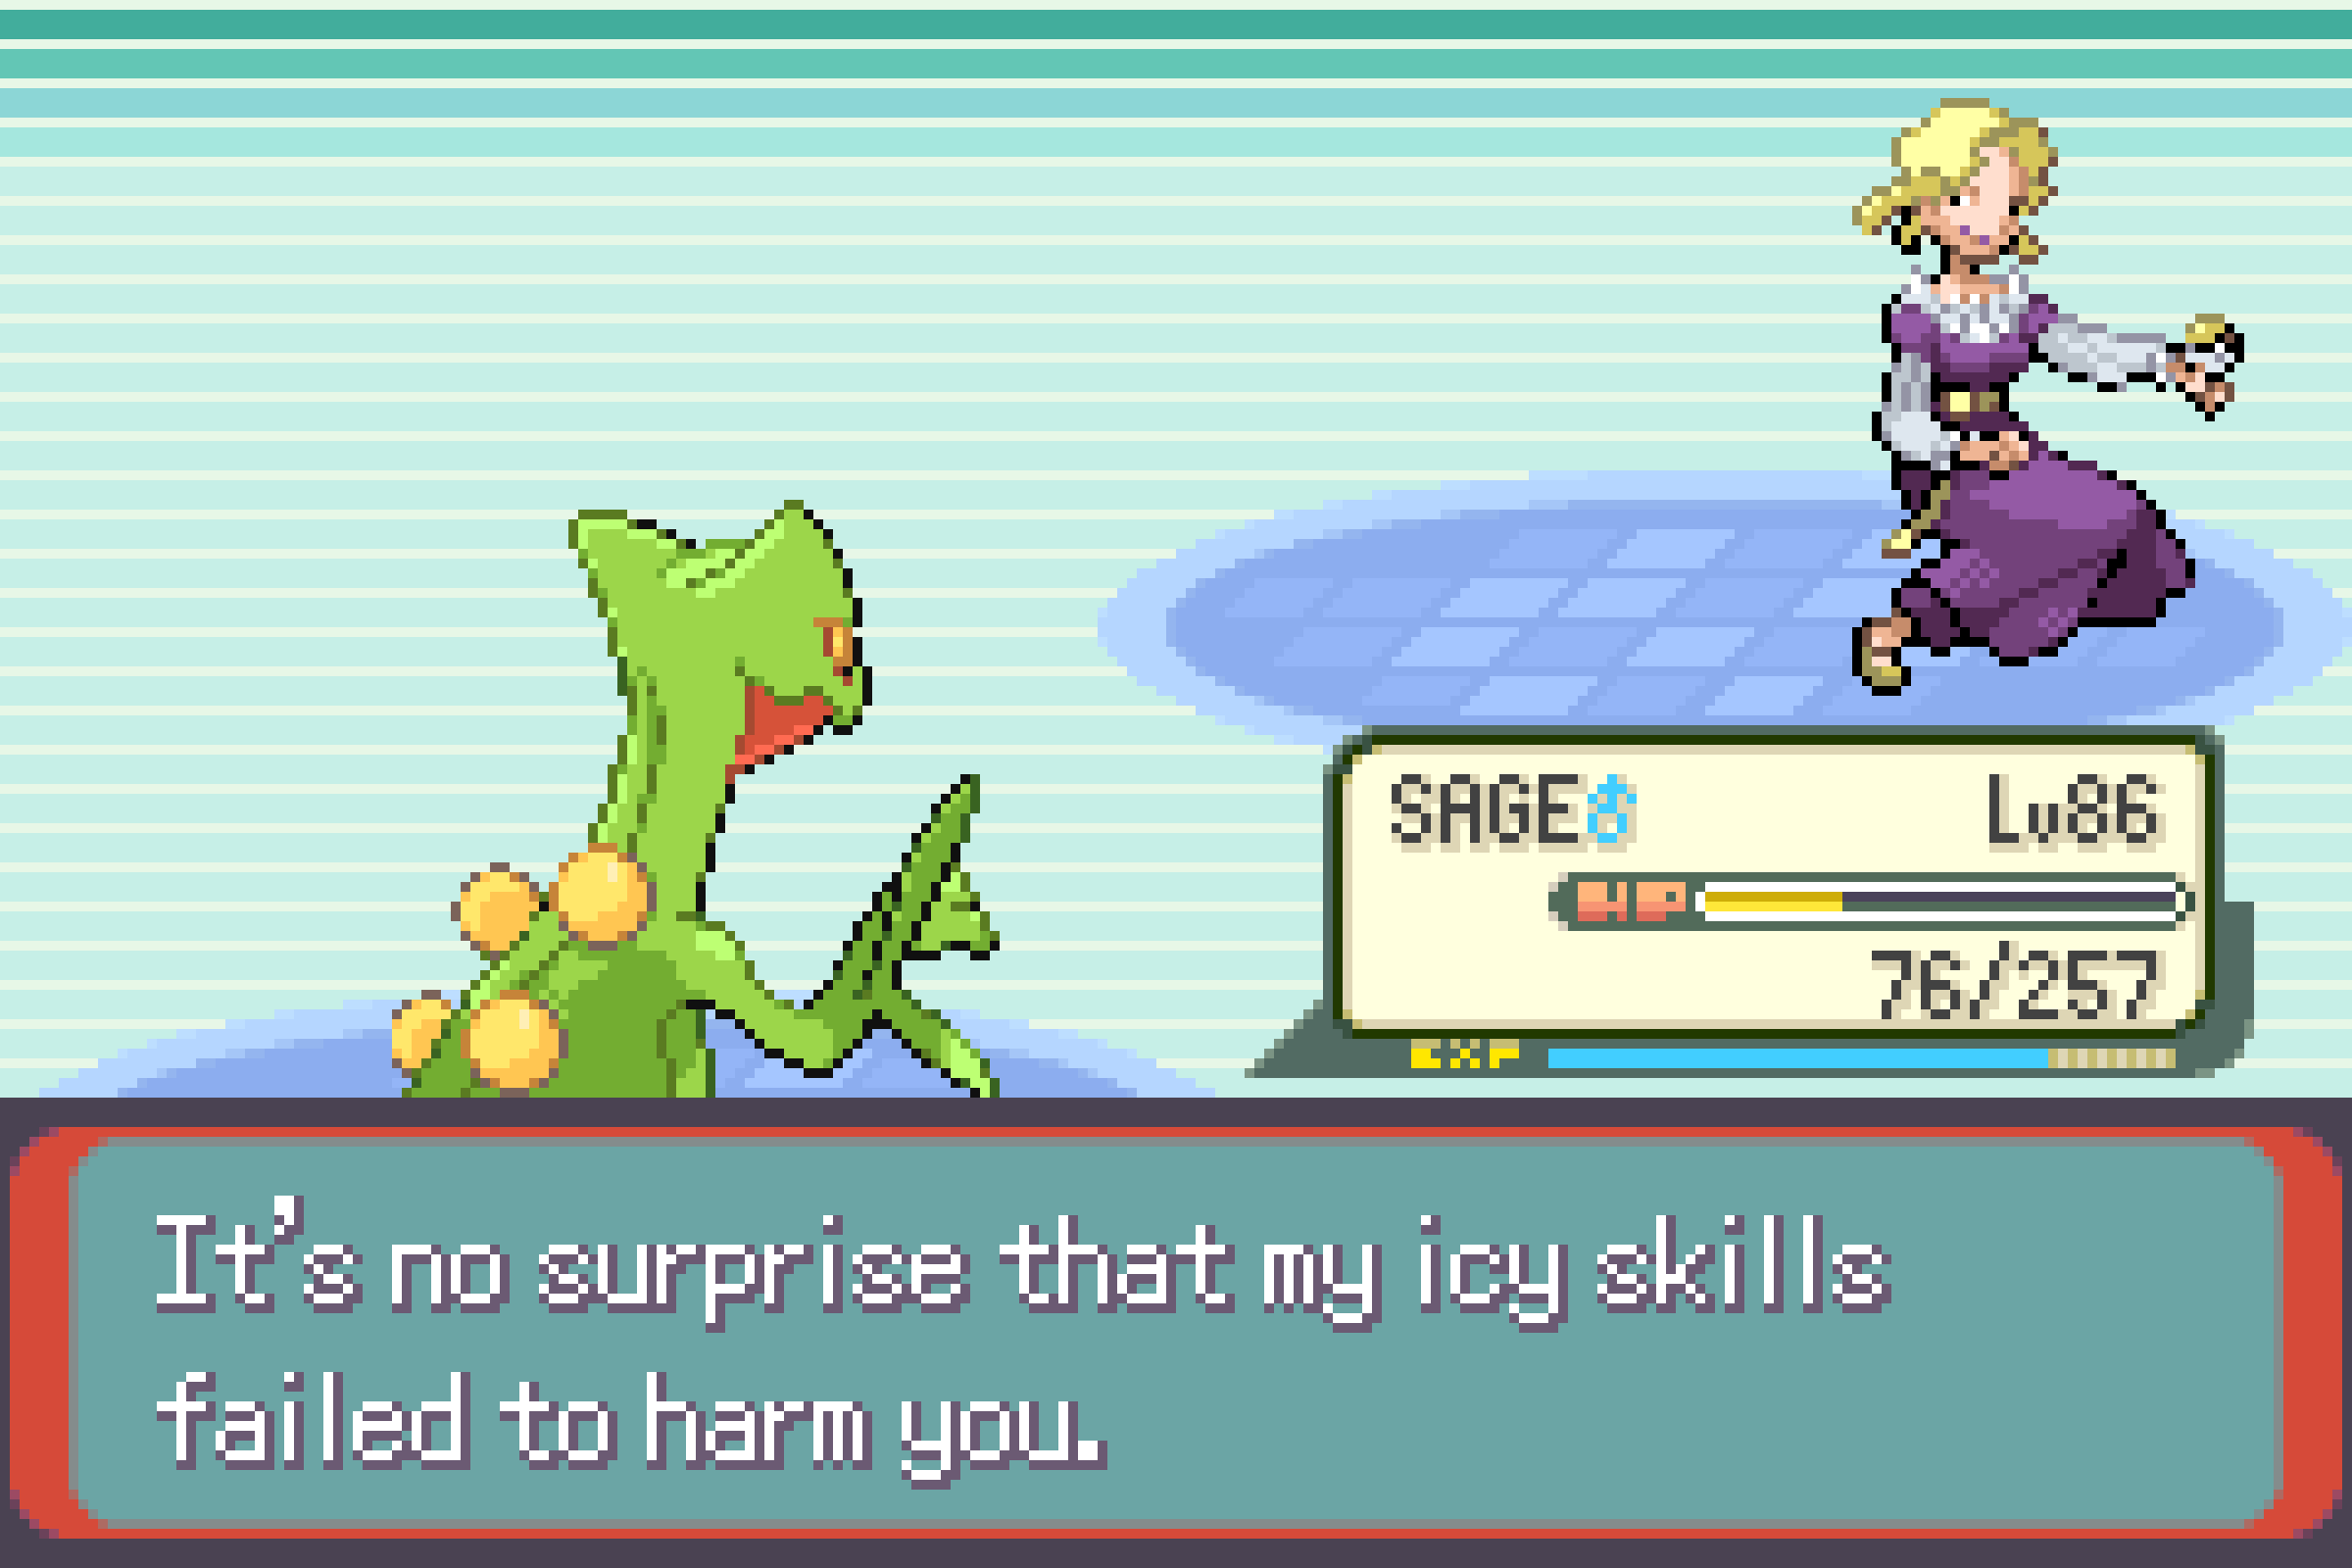 SAGE♂ Lv86
HP
76/257
EXP
It's no surprise that my icy skills
failed to harm you.